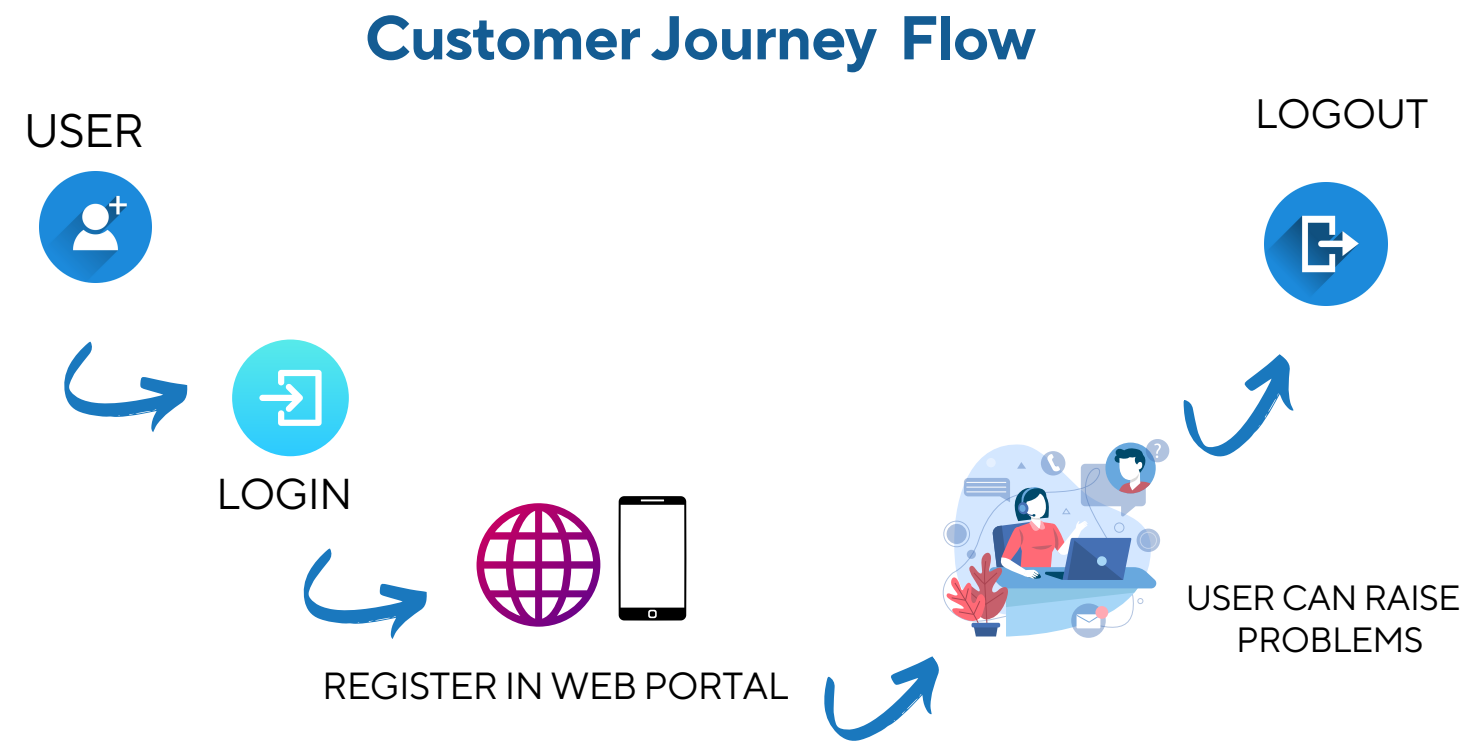 Customer Journey Flow
USER
LOGOUT
LOGIN
?
USER CAN RAISE
PROBLEMS
REGISTER IN WEB PORTAL